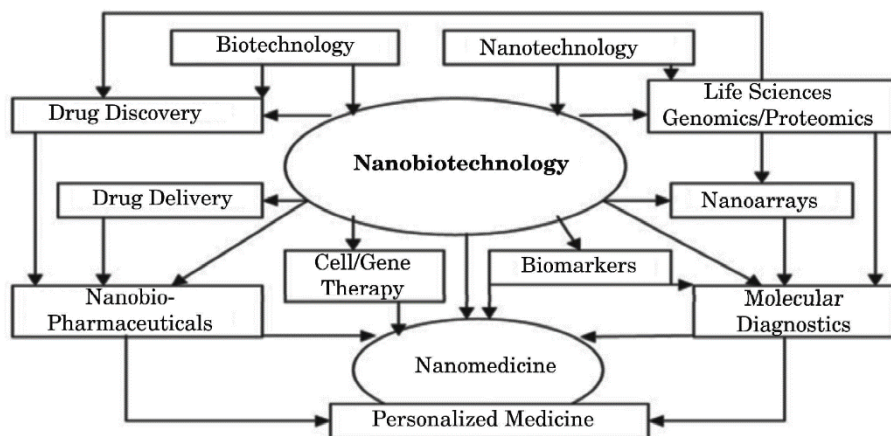 Biotechnology
Nanotechnology
Drug Discovery
Life Sciences
Genomics/Proteomics
Nanobiotechnology
Drug Delivery
Nanoarrays
Cell/Gene
Therapy
Biomarkers
Nanobio-
Pharmaceuticals
Molecular
Diagnostics
Nanomedicine
Personalized Medicine